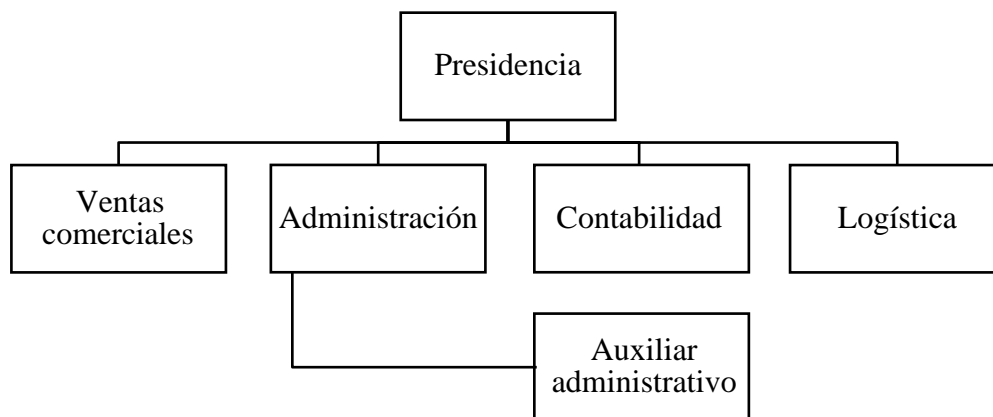 Presidencia
Ventas
comerciales
Administración
Contabilidad
Logística
Auxiliar
administrativo